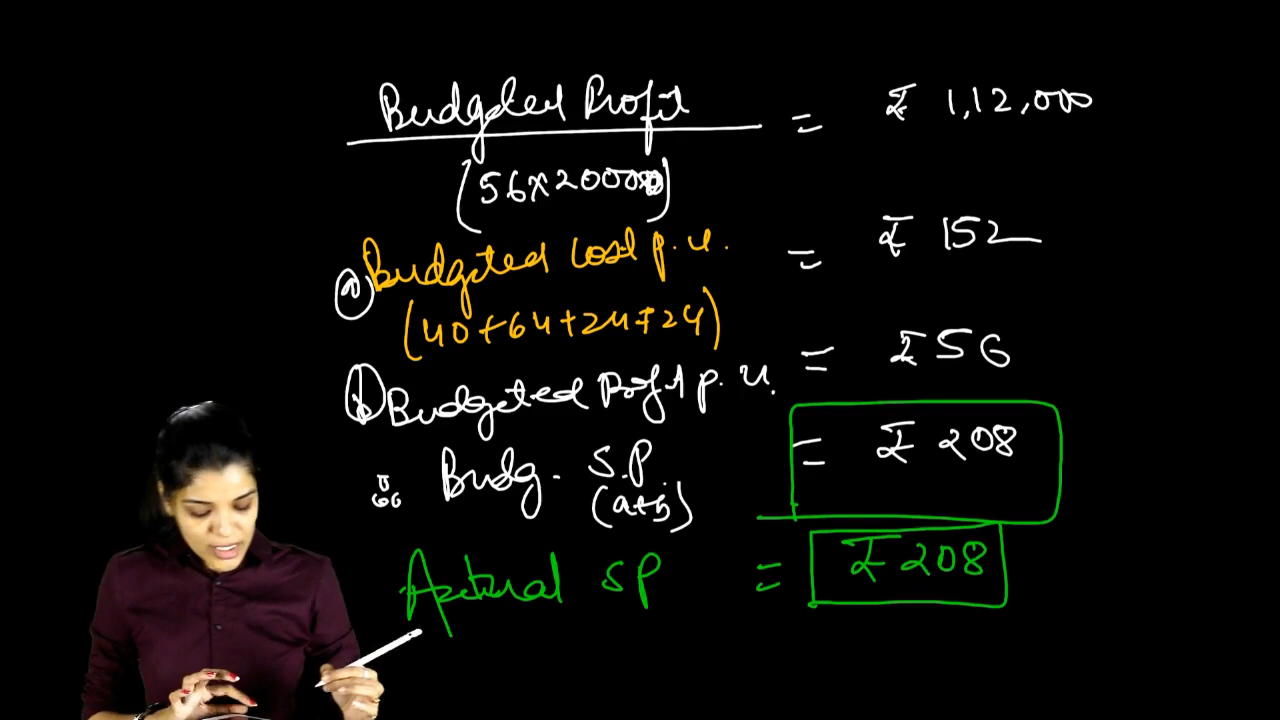 Budgeted Profit = ₹ 1,12,000
(56x20000)
(a) Budgeted Cost p.u. = ₹ 152
(40+64+24+24)
(b) Budgeted Profit p.u. = ₹ 56
Budg. S.P. = ₹ 208
(a+b)
Actual SP = ₹ 208